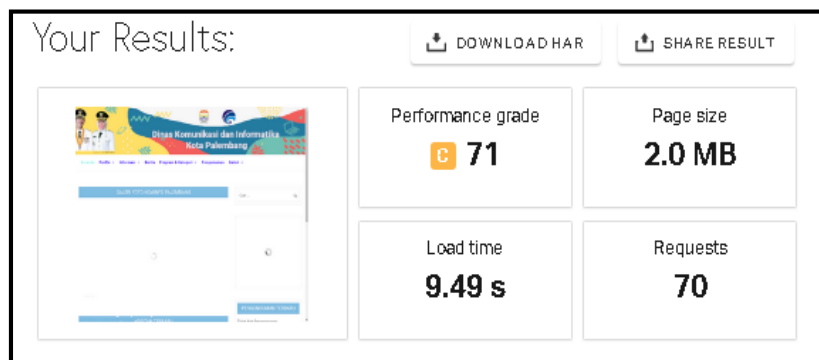 Your Results:
DOWNLOAD HAR
SHARE RESULT
Dinas Komunikasi dan Informatika
Kota Palembang
Performance grade
C 71
Page size
2.0 MB
Load time
9.49 s
Requests
70